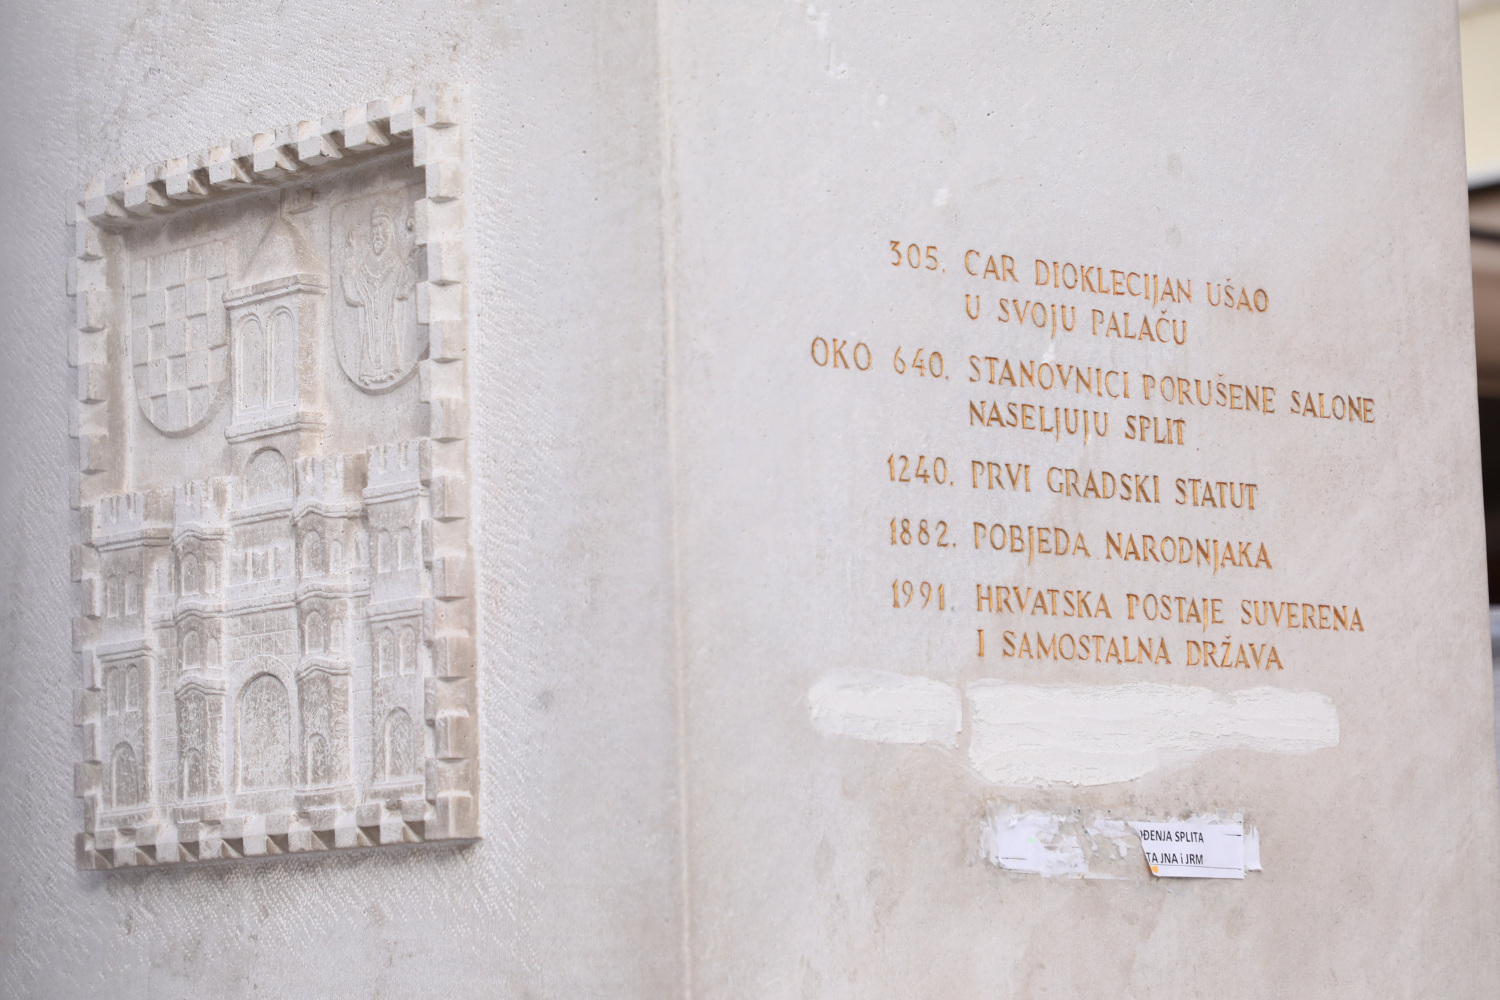 305. CAR DIOKLECIJAN UŠAO
U SVOJU PALAČU
OKO 640. STANOVNICI PORUŠENE SALONE
NASELJUJU SPLIT
1240. PRVI GRADSKI STATUT
1882. POBJEDA NARODNJAKA
1991. HRVATSKA POSTAJE SUVERENA
I SAMOSTALNA DRŽAVA
OĐENJA SPLITA
TA JNA i JRM